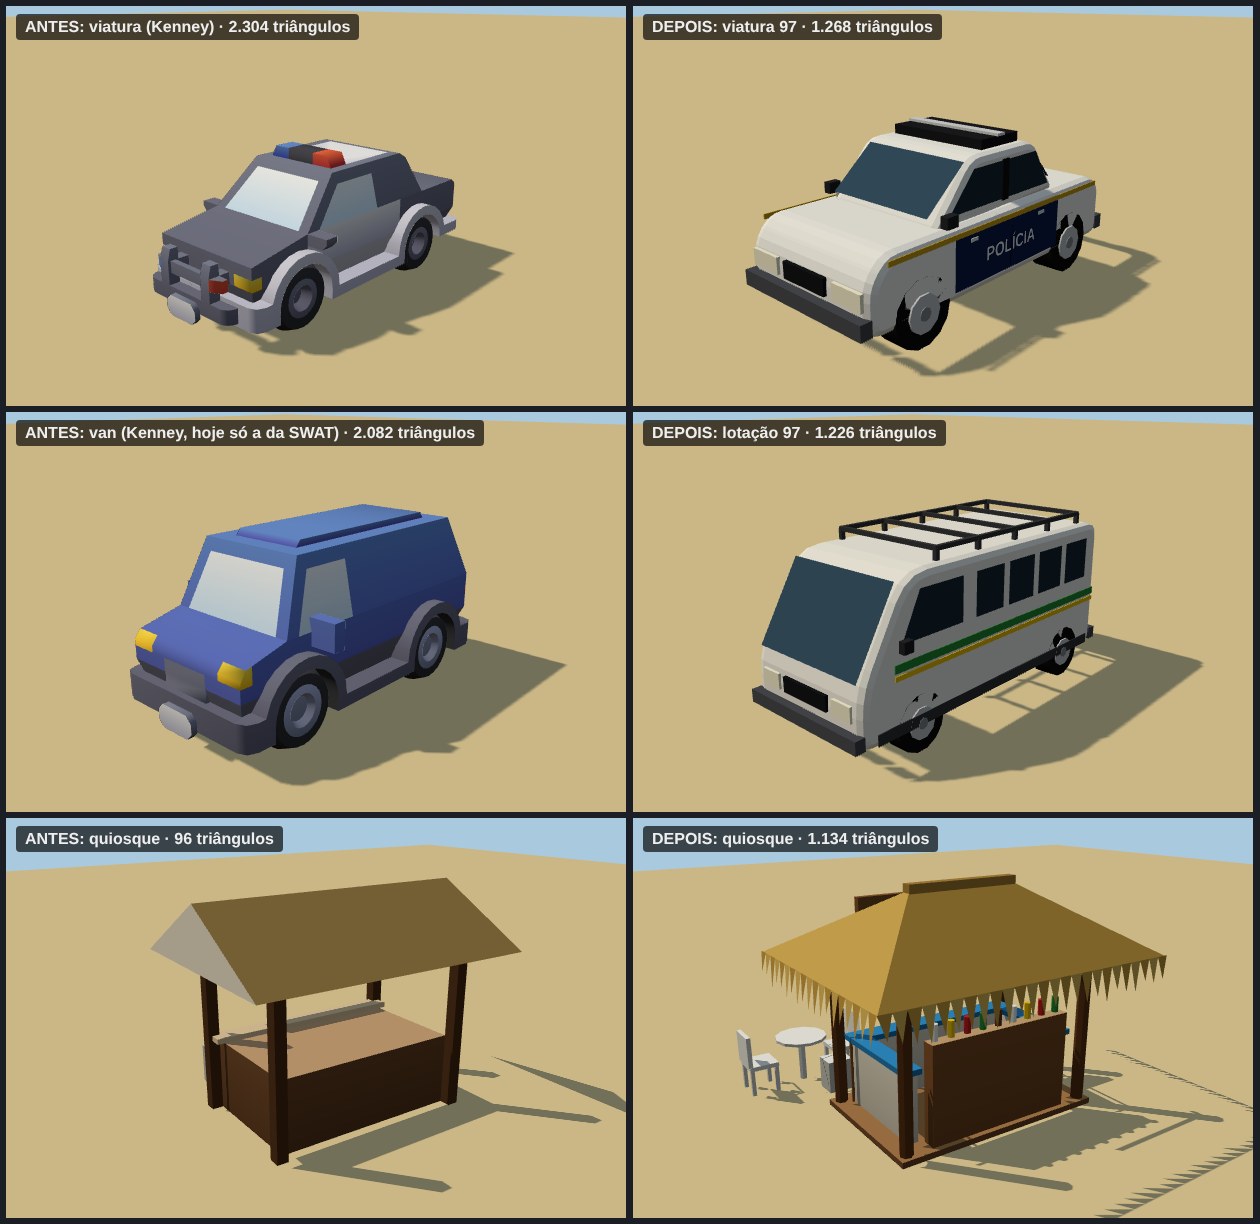 ANTES: viatura (Kenney) · 2.304 triângulos
DEPOIS: viatura 97 · 1.268 triângulos
POLÍCIA
ANTES: van (Kenney, hoje só a da SWAT) · 2.082 triângulos
DEPOIS: lotação 97 · 1.226 triângulos
ANTES: quiosque · 96 triângulos
DEPOIS: quiosque · 1.134 triângulos